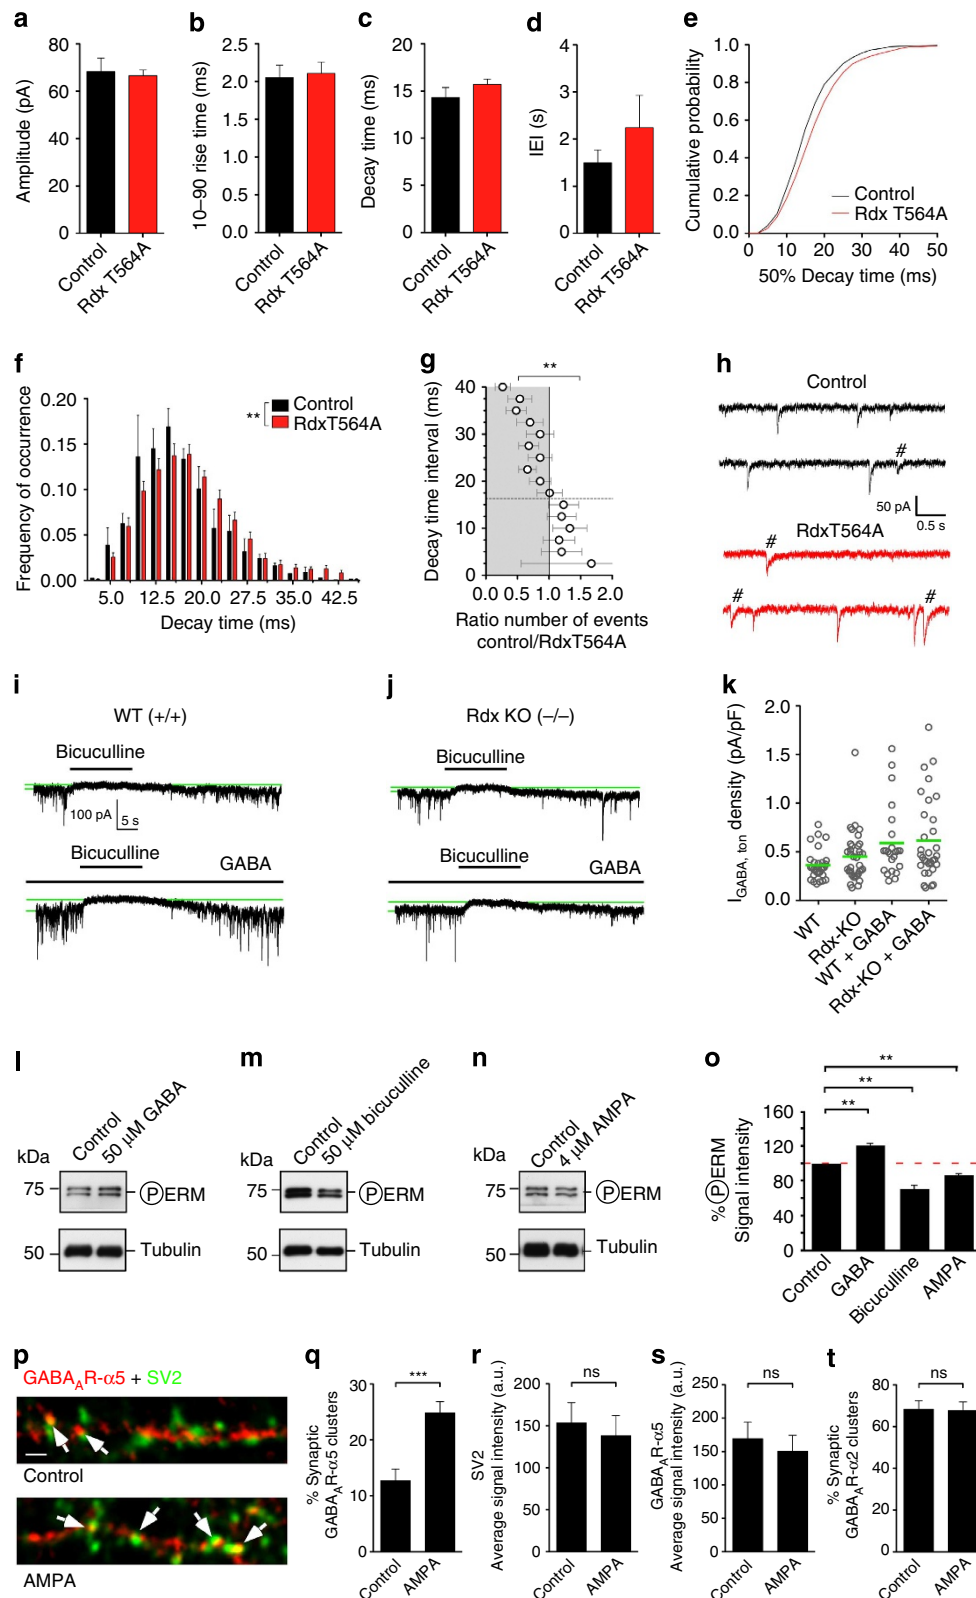 a
Amplitude (pA)
80
60
40
20
0
Control
Rdx T564A
b
10–90 rise time (ms)
2.5
2.0
1.5
1.0
0.5
0.0
Control
Rdx T564A
c
Decay time (ms)
20
15
10
5
0
Control
Rdx T564A
d
IEI (s)
4
3
2
1
0
Control
Rdx T564A
e
Cumulative probability
1.0
0.8
0.6
0.4
0.2
0.0
Control
Rdx T564A
0 10 20 30 40 50
50% Decay time (ms)
f
Frequency of occurrence
0.20
0.15
0.10
0.05
0.00
** Control
RdxT564A
5.0 12.5 20.0 27.5 35.0 42.5
Decay time (ms)
g
**
Decay time interval (ms)
40
30
20
10
0
0.0 0.5 1.0 1.5 2.0
Ratio number of events
control/RdxT564A
h
Control
#
50 pA
0.5 s
RdxT564A
#
# #
i
WT (+/+)
Bicuculline
100 pA 5 s
Bicuculline
GABA
j
Rdx KO (–/–)
Bicuculline
Bicuculline
GABA
k
IGABA, ton density (pA/pF)
2.0
1.5
1.0
0.5
0.0
WT
Rdx-KO
WT + GABA
Rdx-KO + GABA
l
Control
50 µM GABA
kDa
75
P ERM
50
Tubulin
m
Control
50 µM bicuculline
kDa
75
P ERM
50
Tubulin
n
Control
4 µM AMPA
kDa
75
P ERM
50
Tubulin
o
**
**
**
% P ERM
Signal intensity
160
120
80
40
0
Control
GABA
Bicuculline
AMPA
p
GABAAR-α5 + SV2
Control
AMPA
q
% Synaptic
GABAAR-α5 clusters
***
30
20
10
0
Control
AMPA
r
SV2
Average signal intensity (a.u.)
ns
200
150
100
50
0
Control
AMPA
s
GABAAR-α5
Average signal intensity (a.u.)
ns
250
200
150
100
50
0
Control
AMPA
t
% Synaptic
GABAAR-α2 clusters
ns
80
60
40
20
0
Control
AMPA